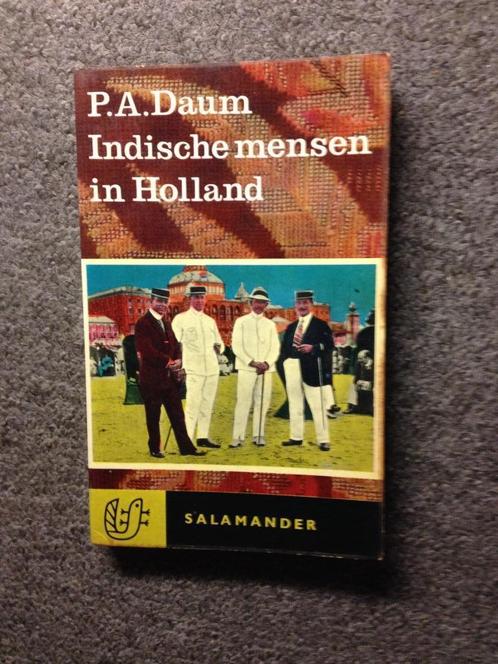 P.A.Daum
Indische mensen
in Holland
SALAMANDER